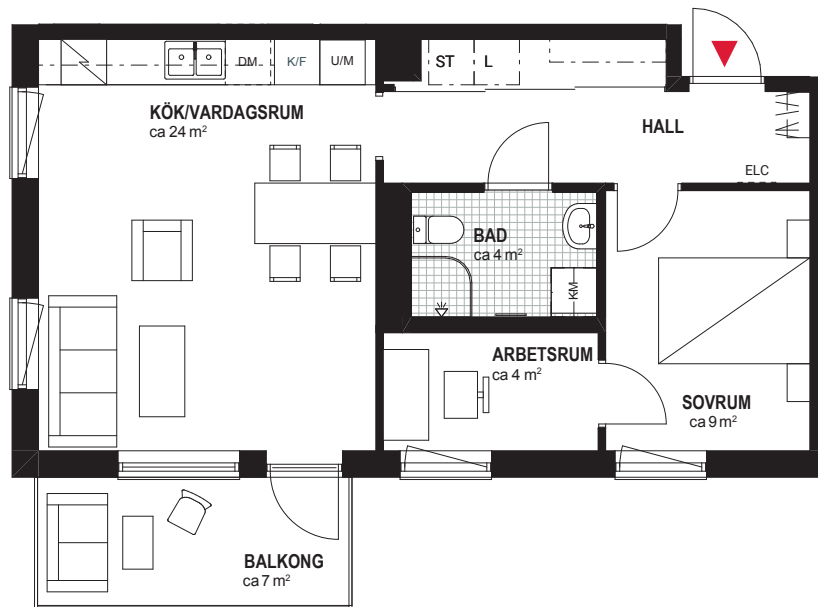 DM
K/F
U/M
ST
L
KÖK/VARDAGSRUM
ca 24 m²
HALL
ELC
BAD
ca 4 m²
KM
ARBETSRUM
ca 4 m²
SOVRUM
ca 9 m²
BALKONG
ca 7 m²